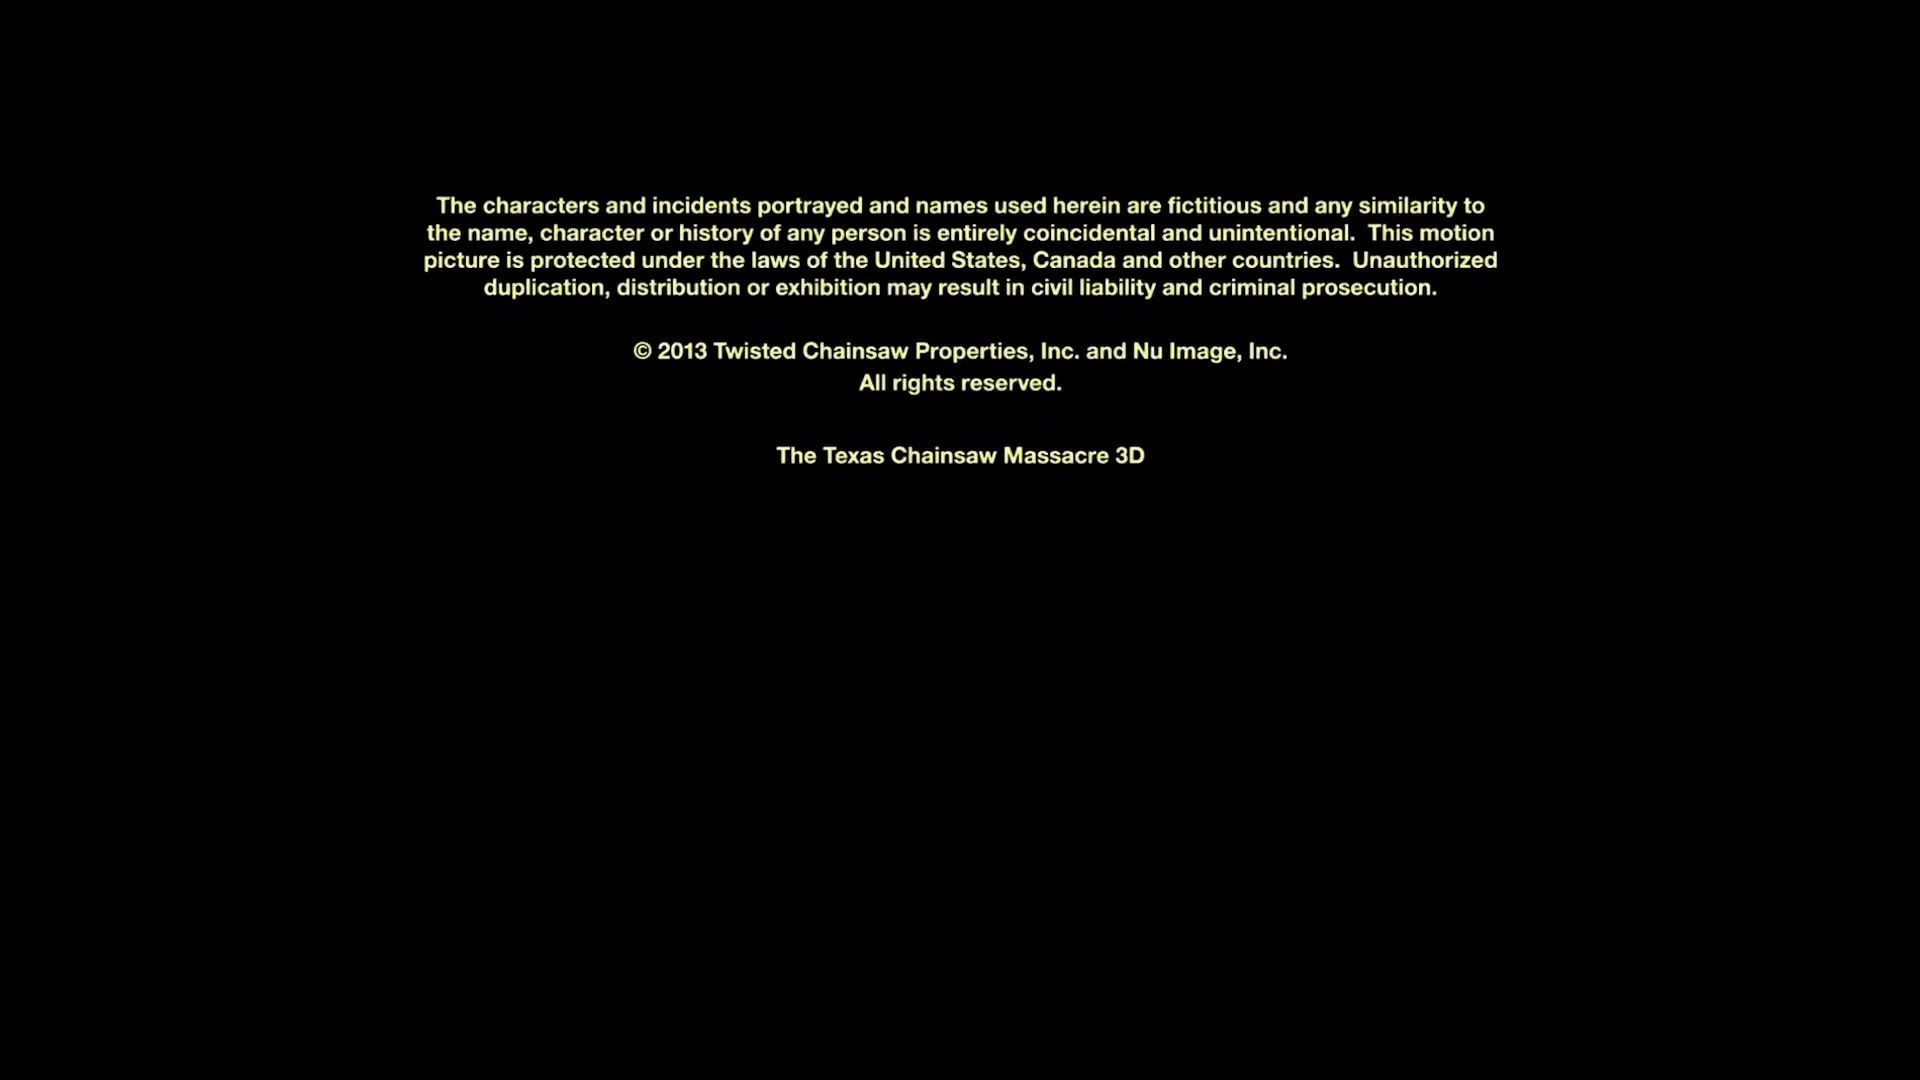 The characters and incidents portrayed and names used herein are fictitious and any similarity to
the name, character or history of any person is entirely coincidental and unintentional.  This motion
picture is protected under the laws of the United States, Canada and other countries.  Unauthorized
duplication, distribution or exhibition may result in civil liability and criminal prosecution.
© 2013 Twisted Chainsaw Properties, Inc. and Nu Image, Inc.
All rights reserved.
The Texas Chainsaw Massacre 3D